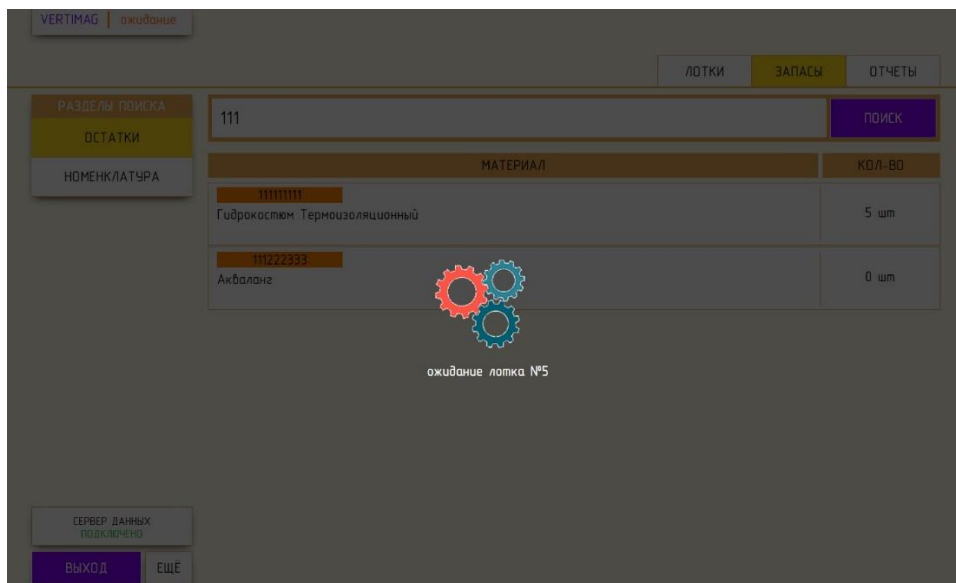 VERTIMAG | ожидание
ЛОТКИ ЗАПАСЫ ОТЧЕТЫ
РАЗДЕЛЫ ПОИСКА
ОСТАТКИ
НОМЕНКЛАТУРА
111 ПОИСК
МАТЕРИАЛ КОЛ-ВО
111111111
Гидрокостюм Термоизоляционный 5 шт
111222333
Акваланг 0 шт
ожидание лотка №5
СЕРВЕР ДАННЫХ
ПОДКЛЮЧЕНО
ВЫХОД ЕЩЁ